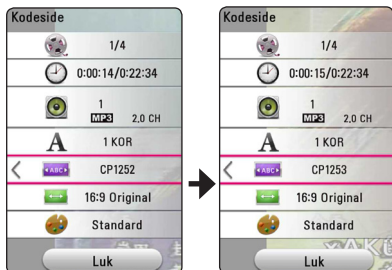 Kodeside
1/4
0:00:14/0:22:34
1
MP3 2,0 CH
A 1 KOR
ABC CP1252
16:9 Original
Standard
Luk
Kodeside
1/4
0:00:15/0:22:34
1
MP3 2,0 CH
A 1 KOR
ABC CP1253
16:9 Original
Standard
Luk